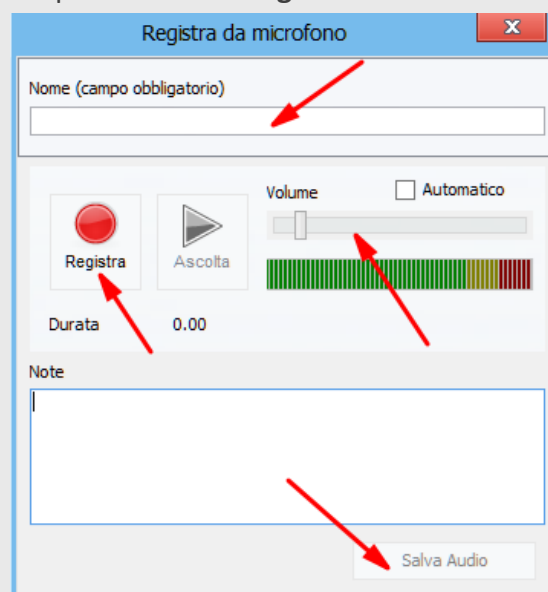 Registra da microfono
x
Nome (campo obbligatorio)
Volume
Automatico
Registra
Ascolta
Durata 0.00
Note
Salva Audio